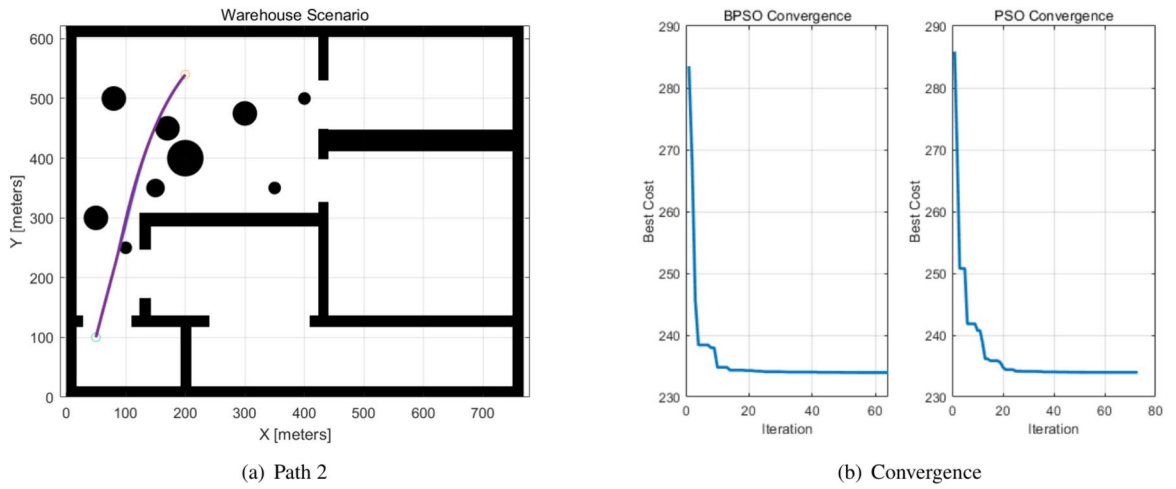 Warehouse Scenario
600
500
400
300
200
100
0
Y [meters]
0 100 200 300 400 500 600 700
X [meters]
(a) Path 2
BPSO Convergence
290
280
270
260
250
240
230
Best Cost
0 20 40 60
Iteration
PSO Convergence
290
280
270
260
250
240
230
Best Cost
0 20 40 60 80
Iteration
(b) Convergence